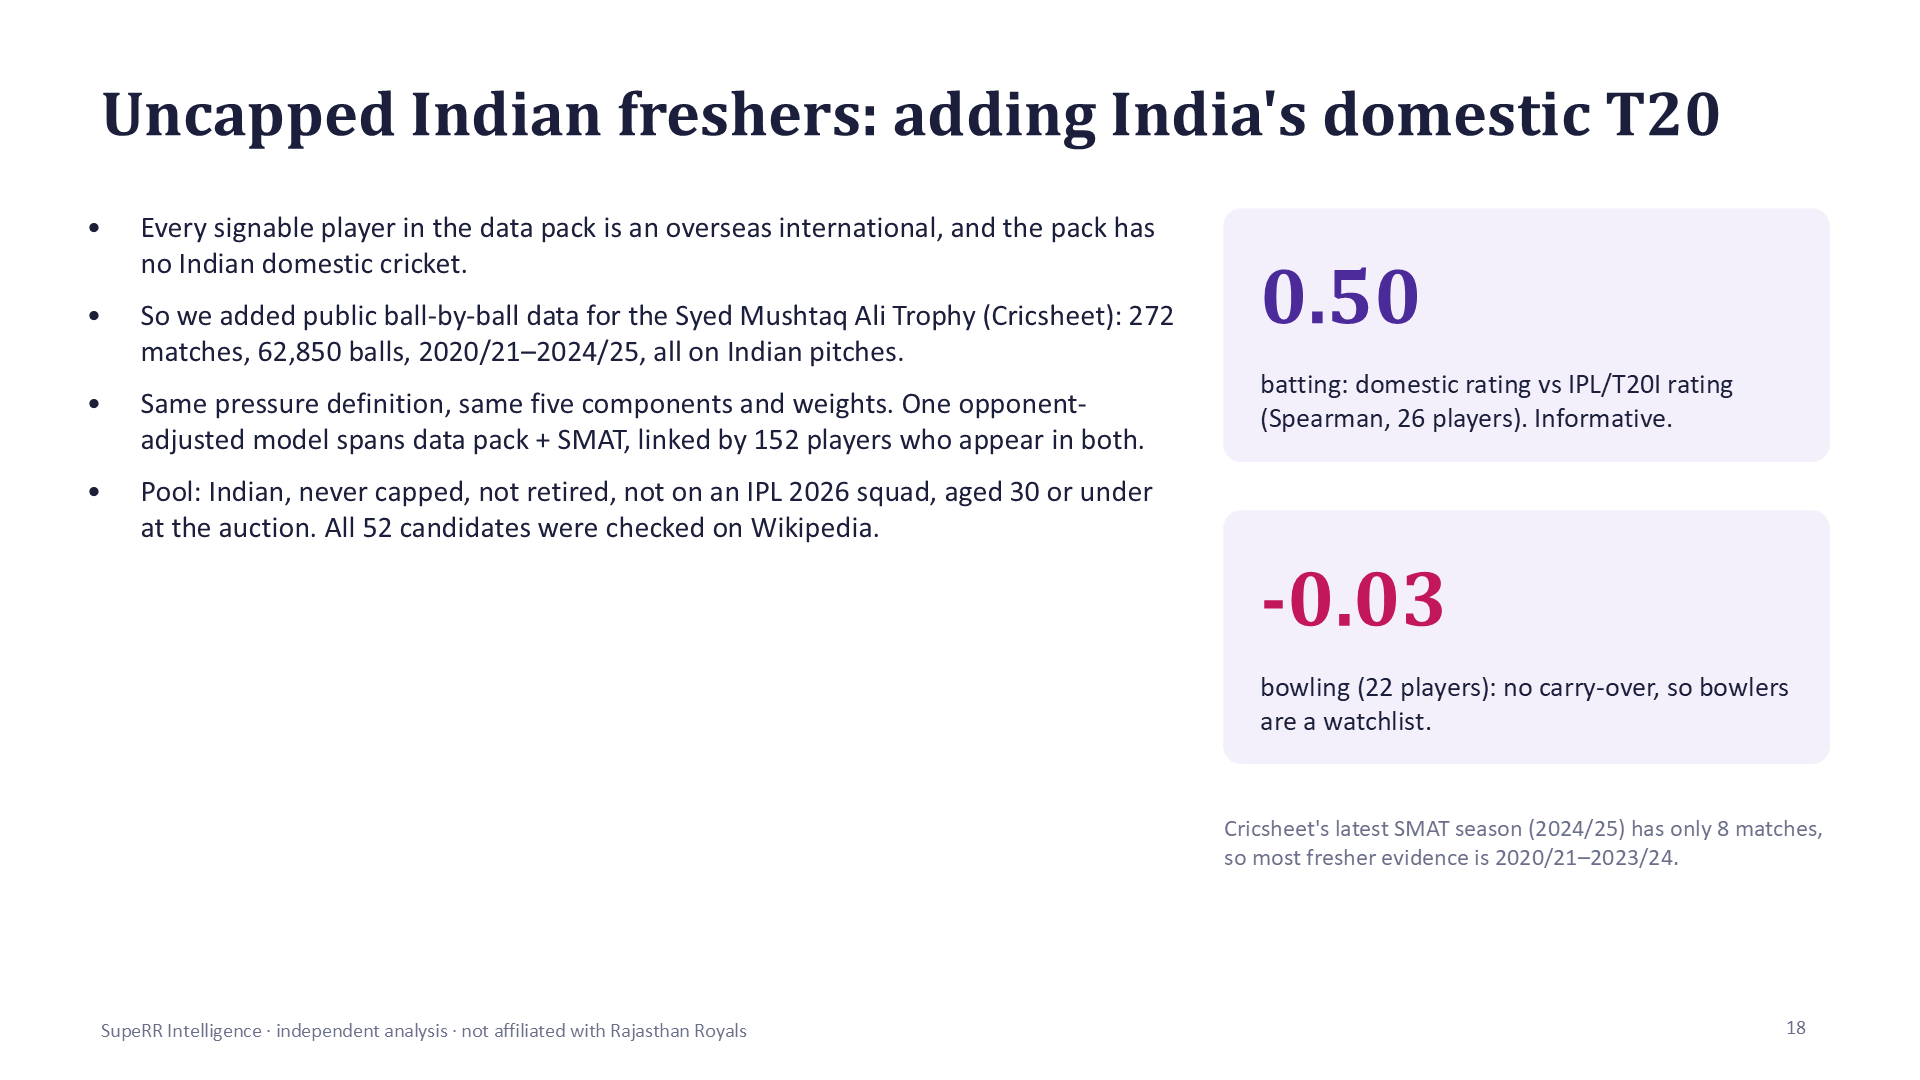 Uncapped Indian freshers: adding India's domestic T20
• Every signable player in the data pack is an overseas international, and the pack has
no Indian domestic cricket.
• So we added public ball-by-ball data for the Syed Mushtaq Ali Trophy (Cricsheet): 272
matches, 62,850 balls, 2020/21–2024/25, all on Indian pitches.
• Same pressure definition, same five components and weights. One opponent-
adjusted model spans data pack + SMAT, linked by 152 players who appear in both.
• Pool: Indian, never capped, not retired, not on an IPL 2026 squad, aged 30 or under
at the auction. All 52 candidates were checked on Wikipedia.
0.50
batting: domestic rating vs IPL/T20I rating
(Spearman, 26 players). Informative.
-0.03
bowling (22 players): no carry-over, so bowlers
are a watchlist.
Cricsheet's latest SMAT season (2024/25) has only 8 matches,
so most fresher evidence is 2020/21–2023/24.
SupeRR Intelligence · independent analysis · not affiliated with Rajasthan Royals
18